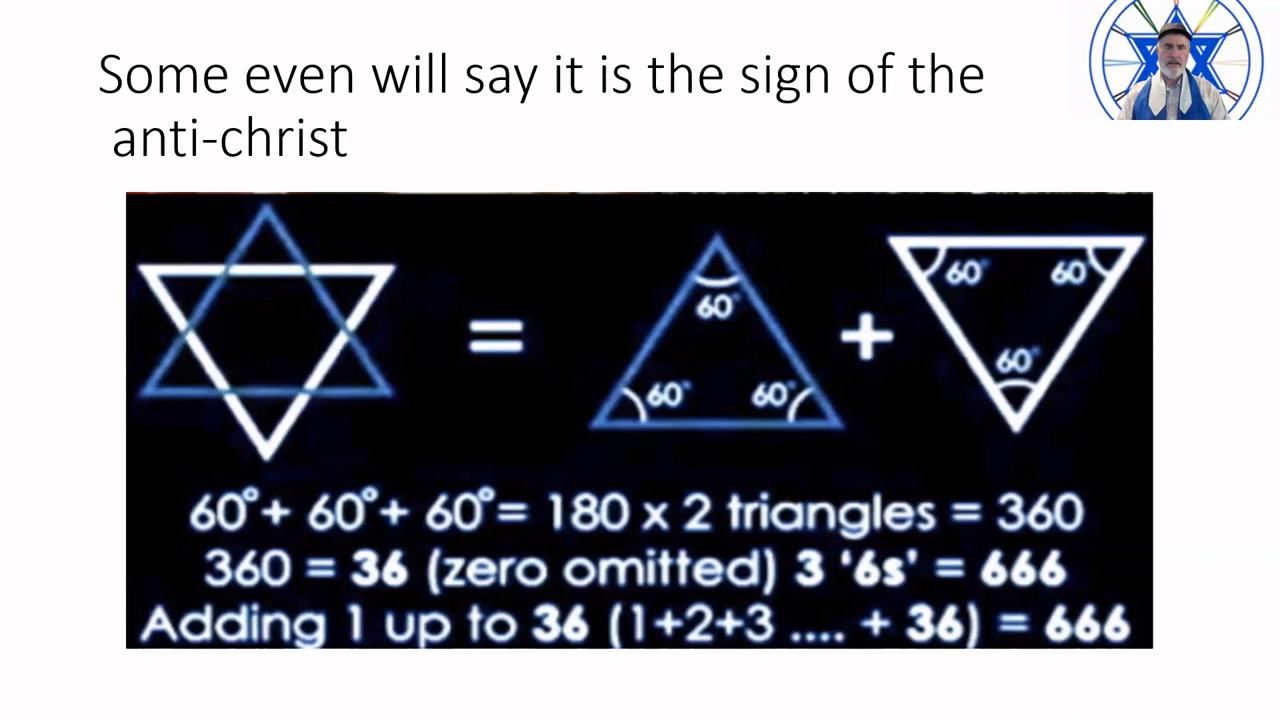 Some even will say it is the sign of the
anti-christ
=
60°
60° 60°
+
60° 60°
60°
60°+ 60°+ 60°= 180 x 2 triangles = 360
360 = 36 (zero omitted) 3 ‘6s’ = 666
Adding 1 up to 36 (1+2+3 .... + 36) = 666